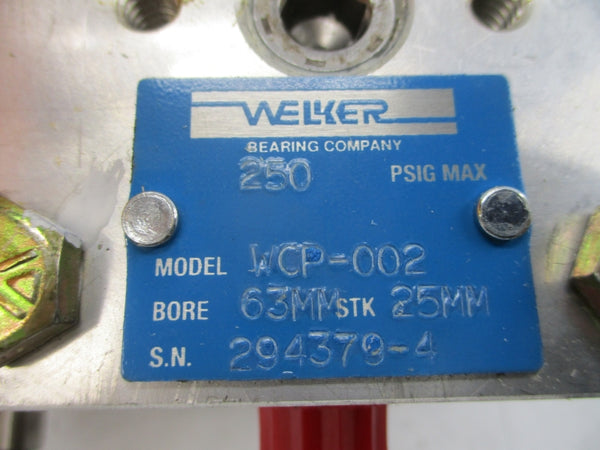 WELKER
BEARING COMPANY
250 PSIG MAX
MODEL WCP-002
BORE 63MM STK 25MM
S.N. 294379-4